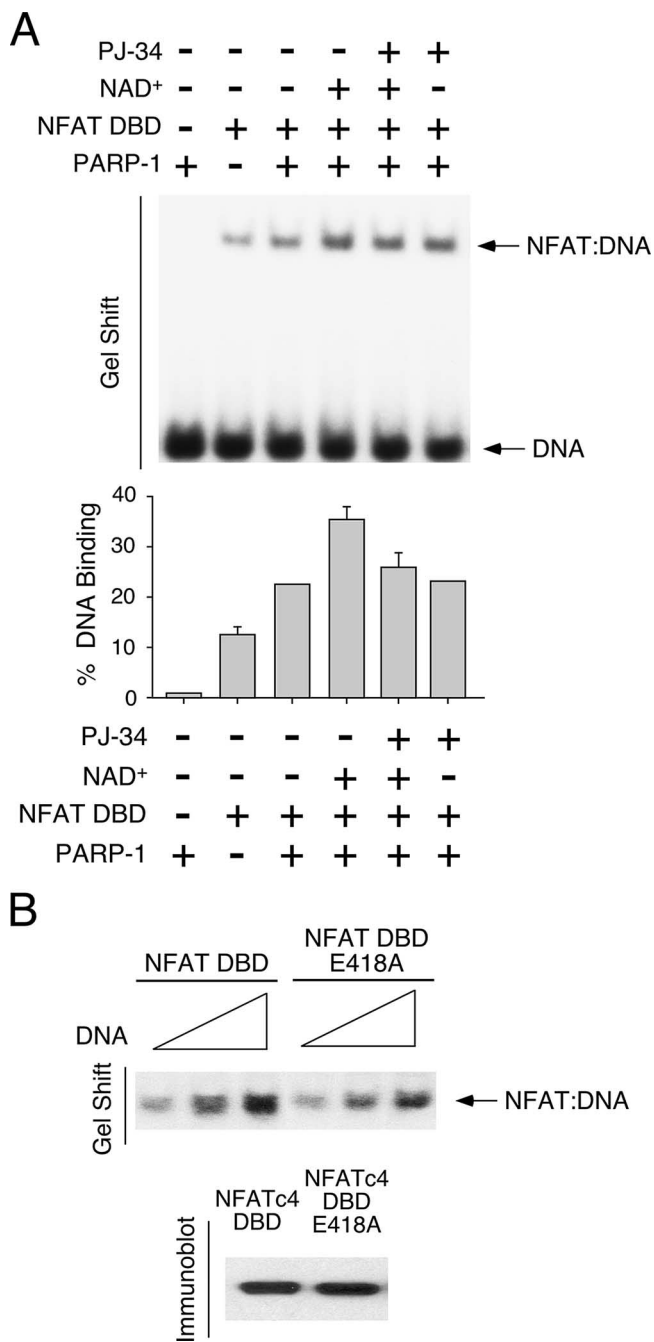 A
PJ-34 - - - - + +
NAD+ - - - + + -
NFAT DBD - + + + + +
PARP-1 + - + + + +
Gel Shift
NFAT:DNA
DNA
% DNA Binding
40
30
20
10
0
PJ-34 - - - - + +
NAD+ - - - + + -
NFAT DBD - + + + + +
PARP-1 + - + + + +
B
NFAT DBD
NFAT DBD
E418A
DNA
Gel Shift
NFAT:DNA
NFATc4
DBD
NFATc4
DBD
E418A
Immunoblot